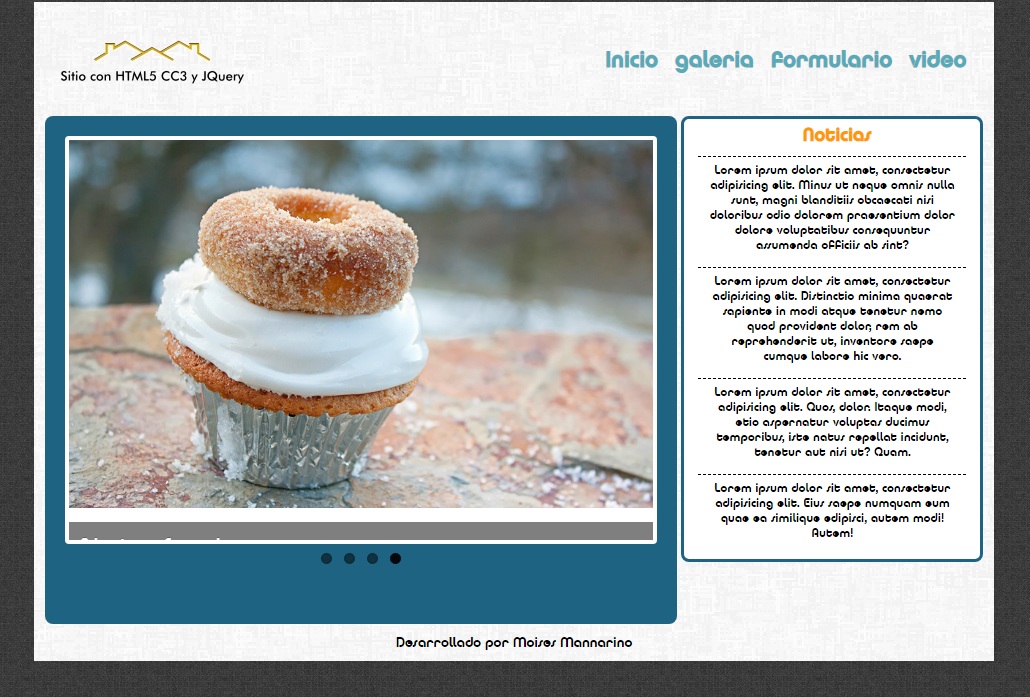 Sitio con HTML5 CC3 y JQuery
Inicio galeria formulario video
Noticias
Lorem ipsum dolor sit amet, consectetur
adipisicing elit. Minus ut neque omnis nulla
sunt, magni blanditiis obcaecati nisi
doloribus odio dolorem praesentium dolor
dolore voluptatibus consequuntur
assumenda officiis ab sint?
Lorem ipsum dolor sit amet, consectetur
adipisicing elit. Distinctio minima quaerat
sapiente in modi atque tenetur nemo
quod provident dolor, rem ab
reprehenderit ut, inventore saepe
cumque labore hic vero.
Lorem ipsum dolor sit amet, consectetur
adipisicing elit. Quos, dolor. Itaque modi,
etio aspernatur voluptas ducimus
temporibus, iste natus repellat incidunt,
tenetur aut nisi ut? Quam.
Lorem ipsum dolor sit amet, consectetur
adipisicing elit. Eius saepe numquam eum
quae ea similique adipisci, autem modi!
Autem!
Desarrollado por Moises Mannarino